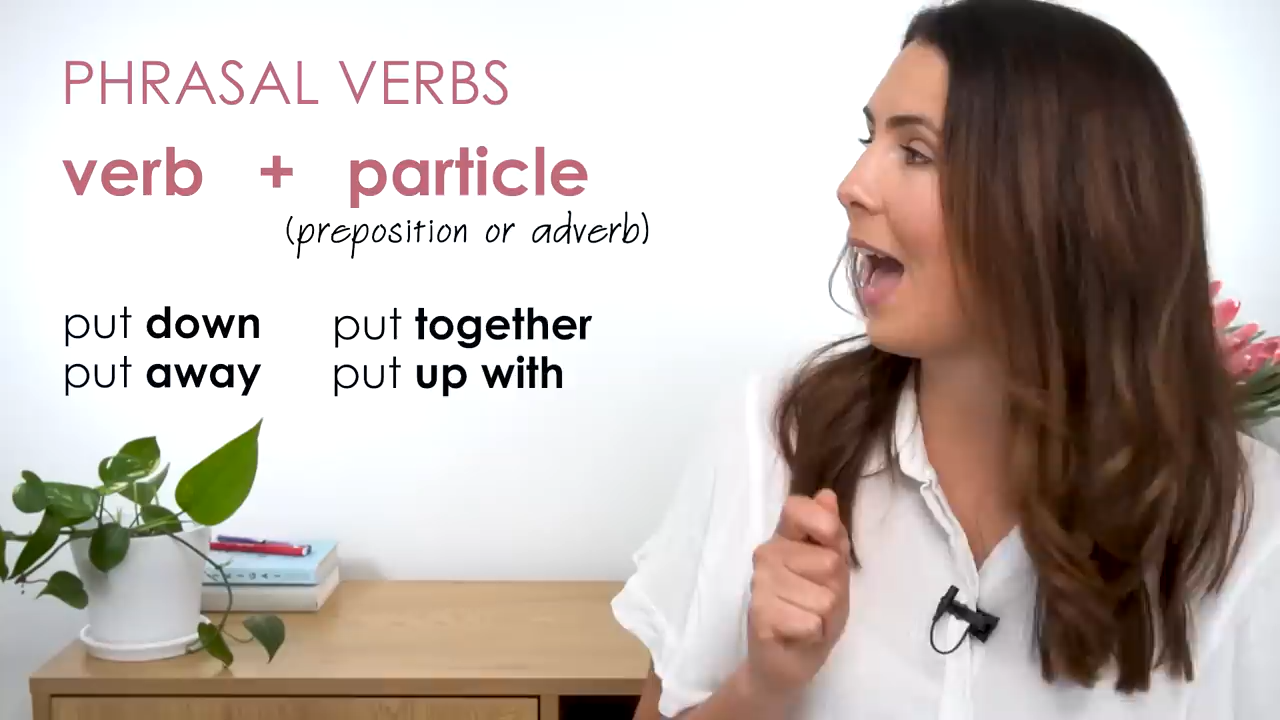 PHRASAL VERBS
verb + particle
(preposition or adverb)
put down put together
put away put up with